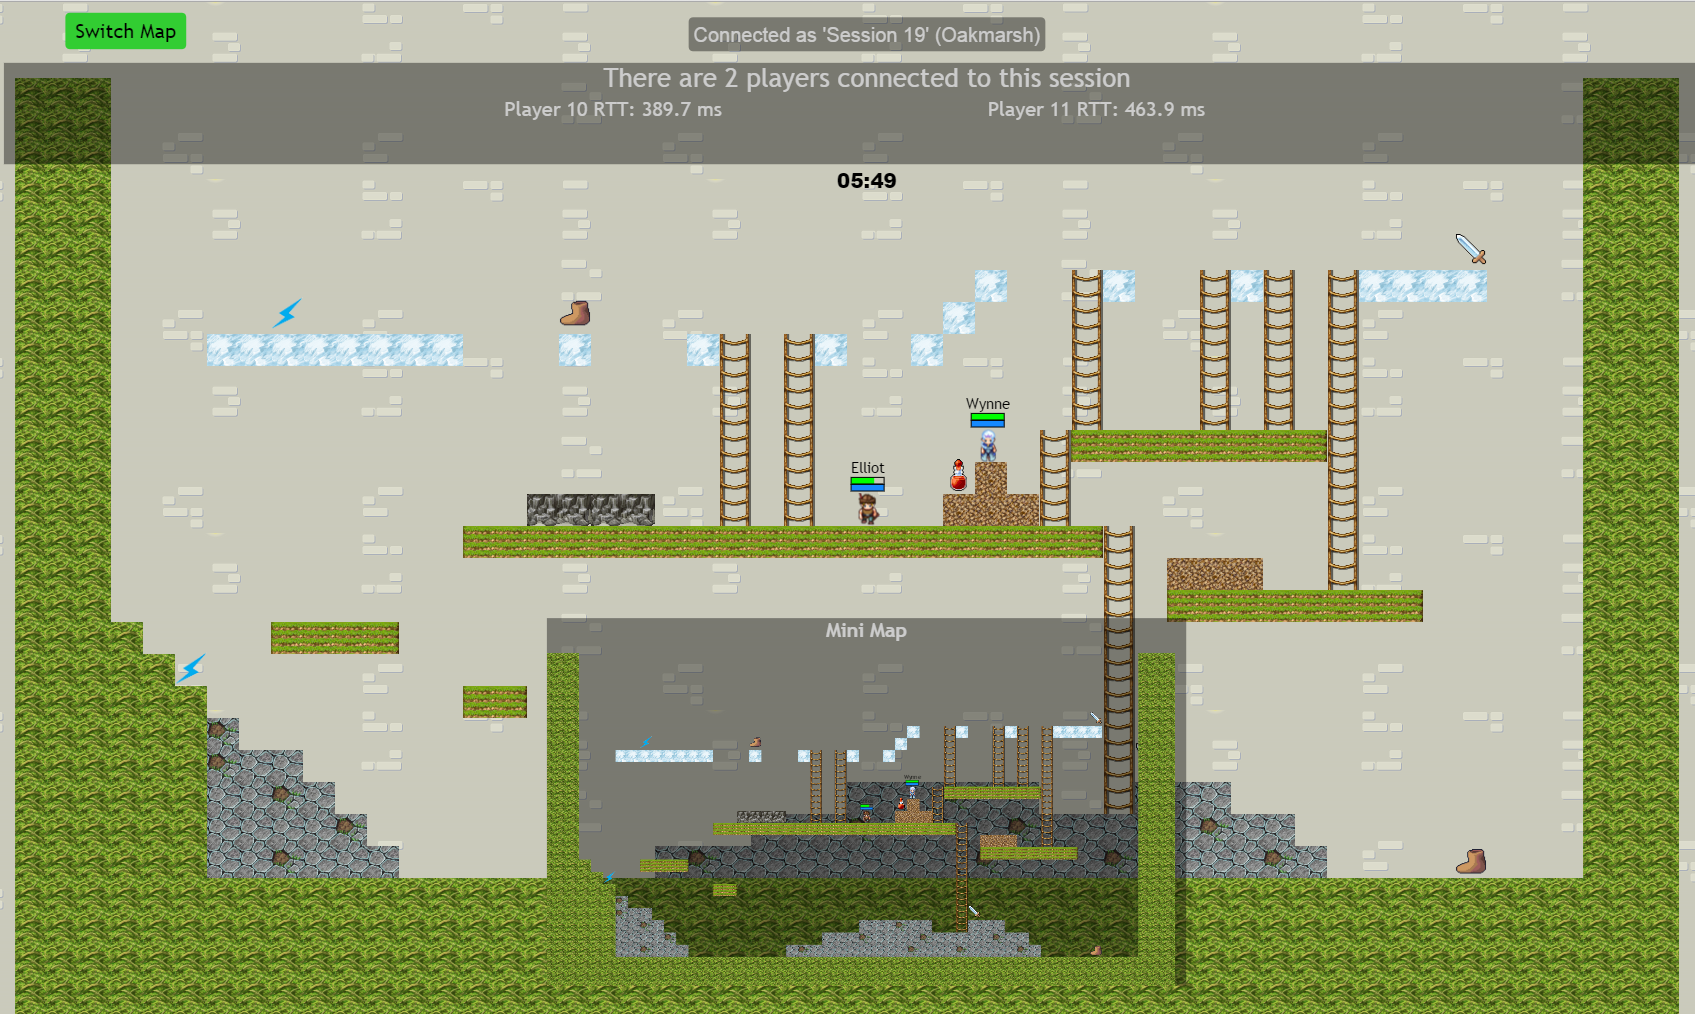 Switch Map
Connected as 'Session 19' (Oakmarsh)
There are 2 players connected to this session
Player 10 RTT: 389.7 ms
Player 11 RTT: 463.9 ms
05:49
Wynne
Elliot
Mini Map
Wynne